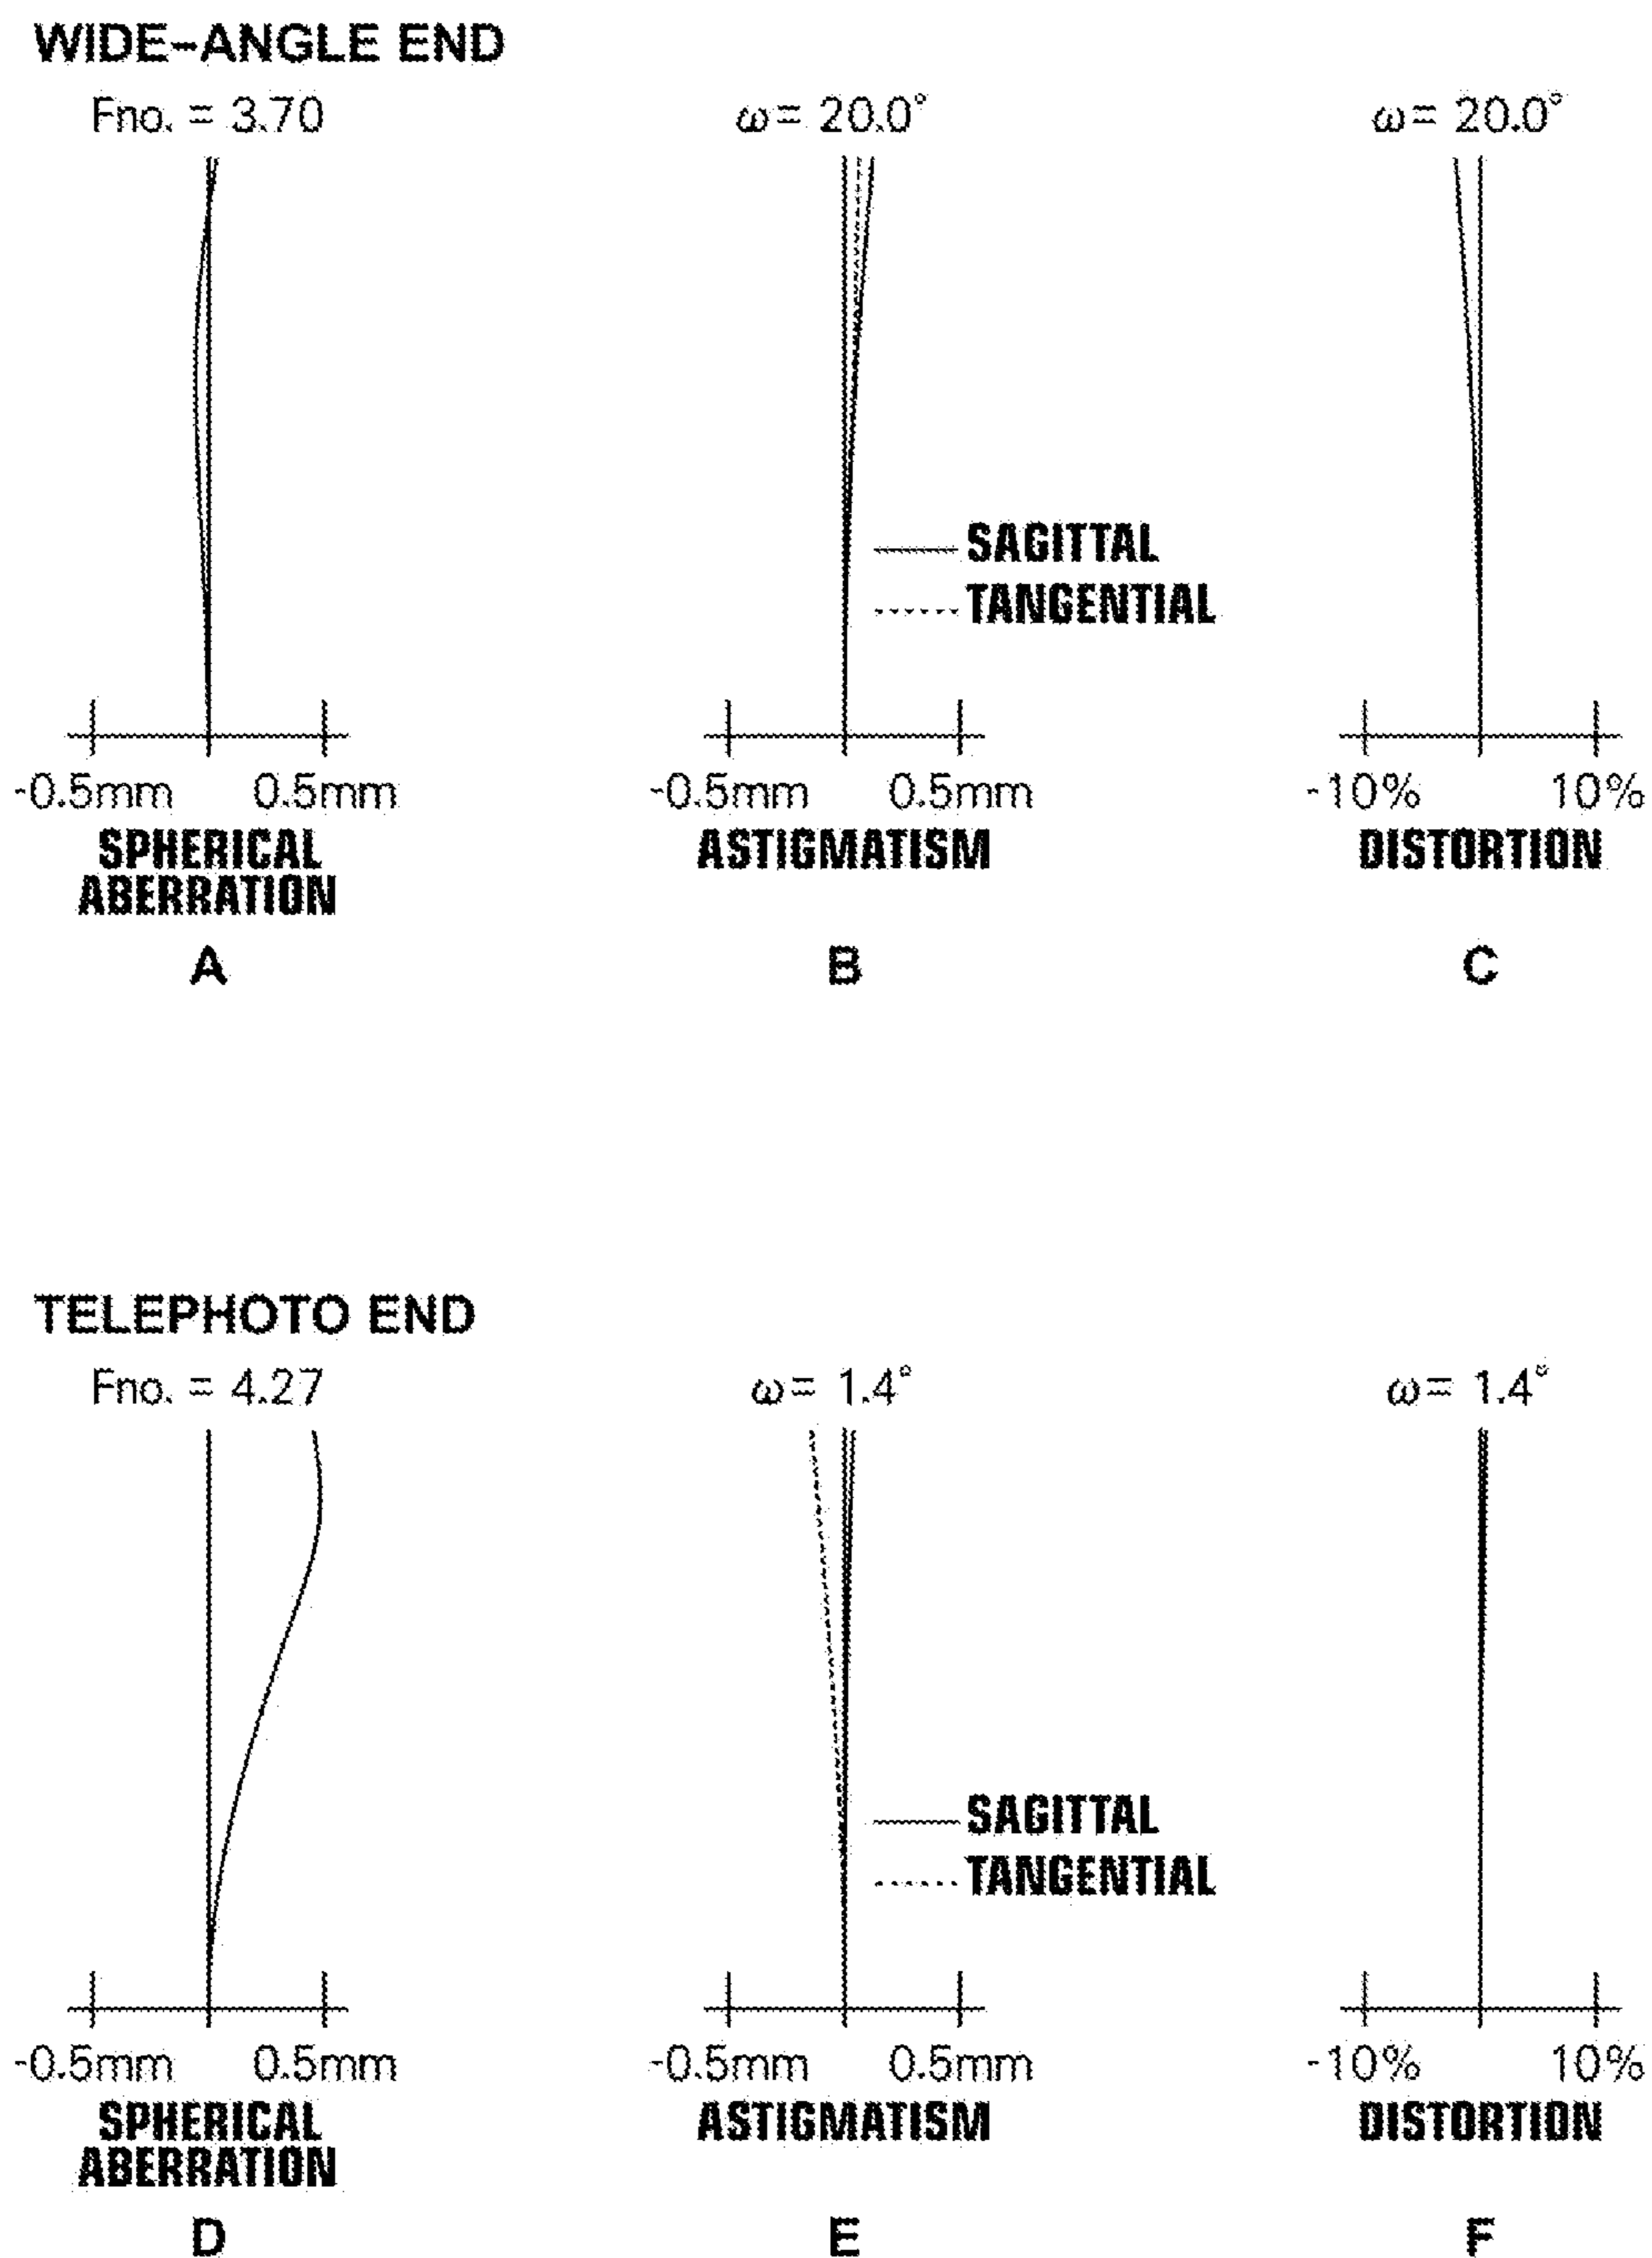 WIDE-ANGLE END
Fno. = 3.70
ω= 20.0°
ω= 20.0°
SAGITTAL
TANGENTIAL
-0.5mm 0.5mm
-0.5mm 0.5mm
-10% 10%
SPHERICAL
ABERRATION
ASTIGMATISM
DISTORTION
A
B
C
TELEPHOTO END
Fno. = 4.27
ω= 1.4°
ω= 1.4°
SAGITTAL
TANGENTIAL
-0.5mm 0.5mm
-0.5mm 0.5mm
-10% 10%
SPHERICAL
ABERRATION
ASTIGMATISM
DISTORTION
D
E
F